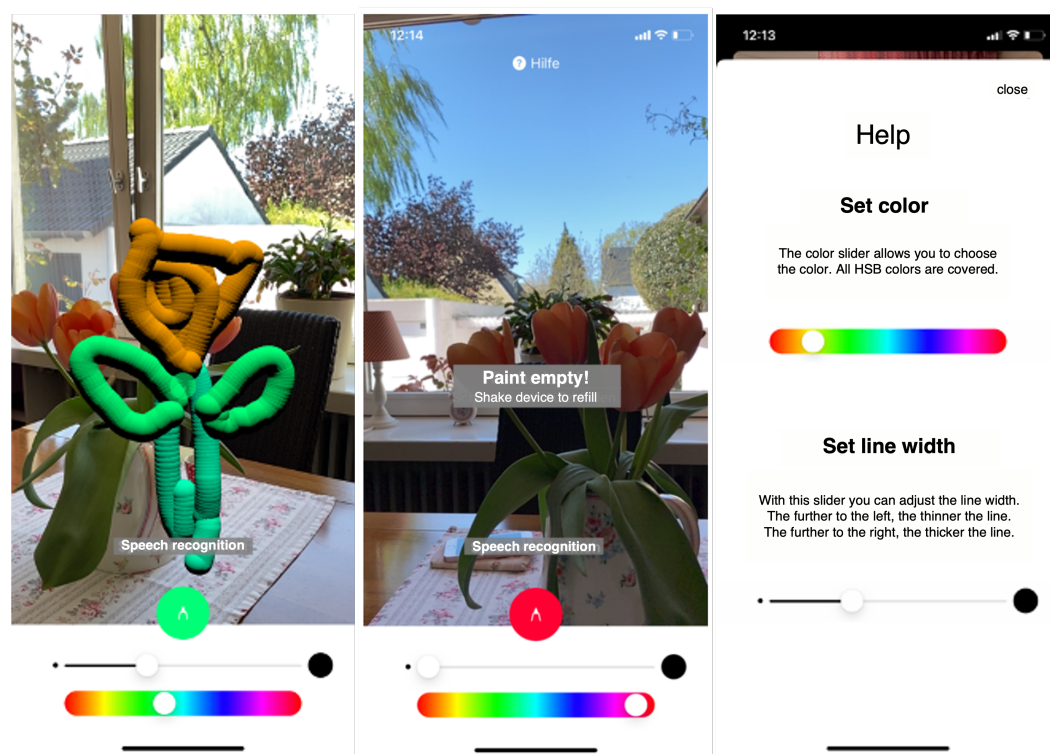 Speech recognition
12:14
? Hilfe
Paint empty!
Shake device to refill
Speech recognition
12:13
close
Help
Set color
The color slider allows you to choose
the color. All HSB colors are covered.
Set line width
With this slider you can adjust the line width.
The further to the left, the thinner the line.
The further to the right, the thicker the line.